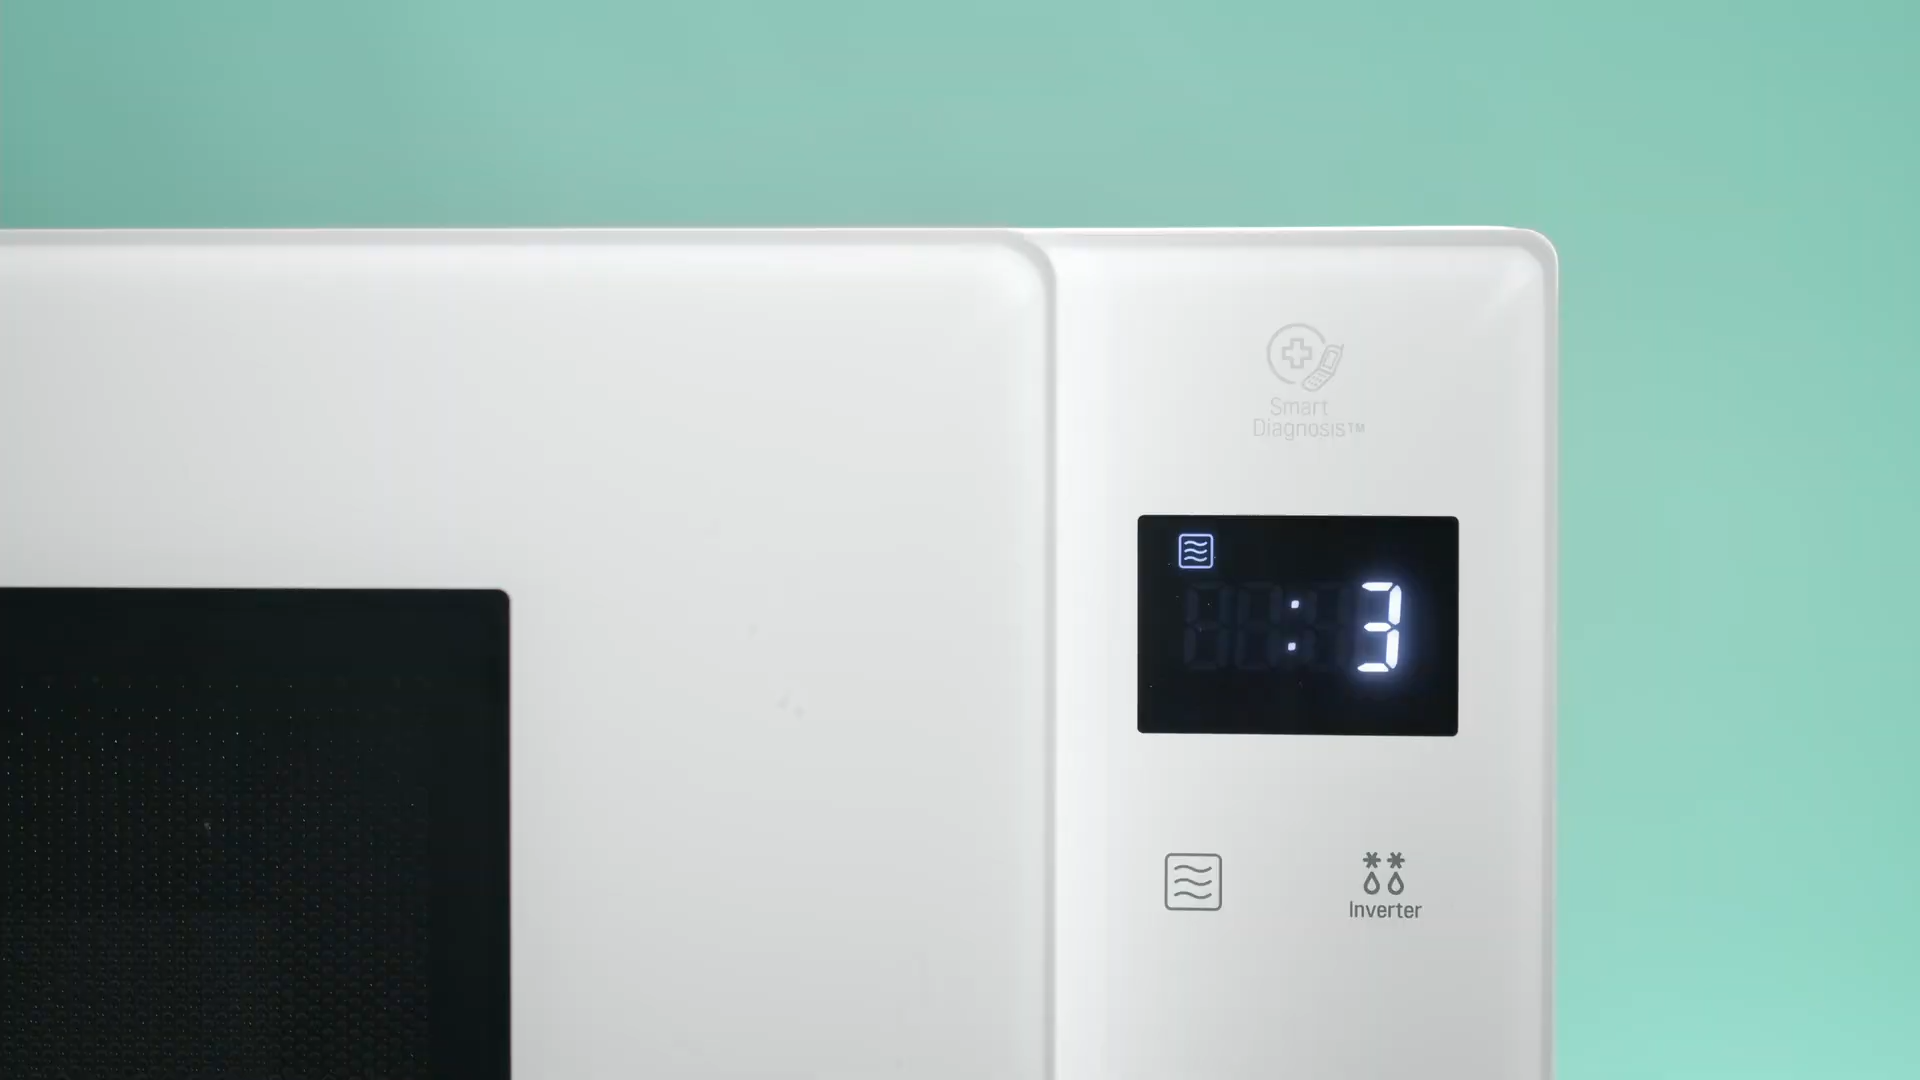 Smart
Diagnosis™
: 3
Inverter